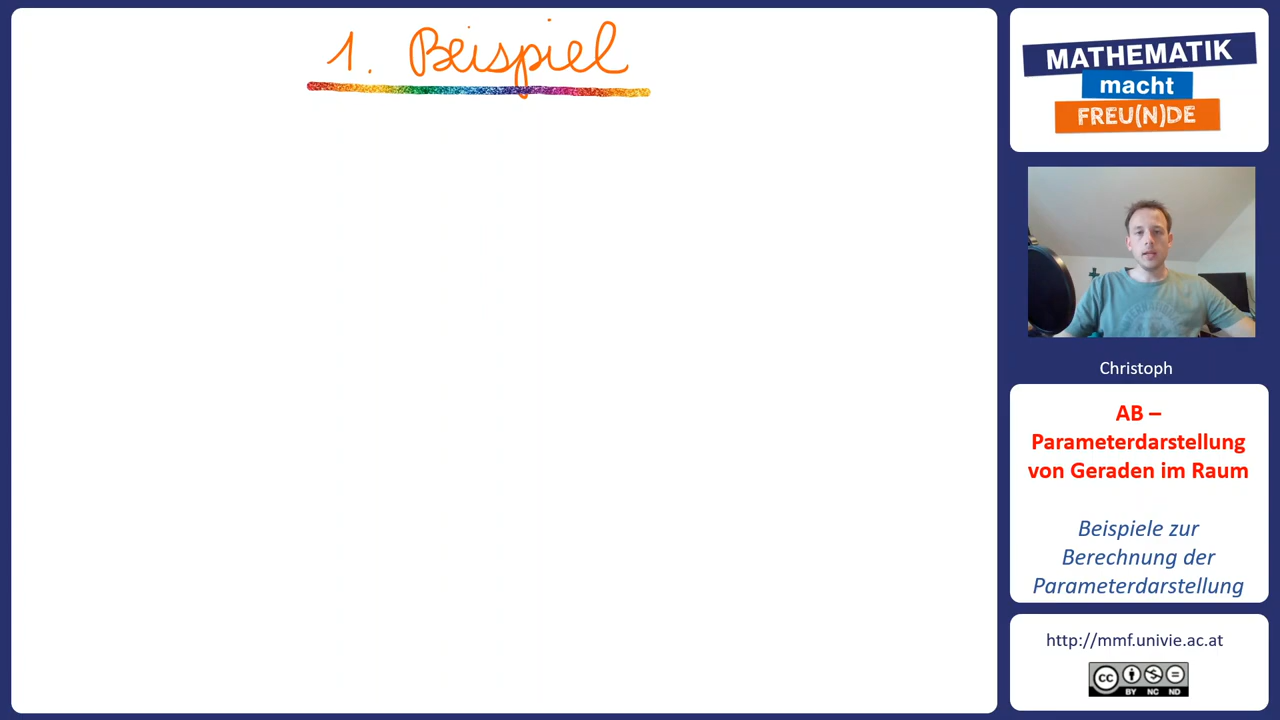 1. Beispiel
MATHEMATIK
macht
FREU(N)DE
Christoph
AB –
Parameterdarstellung
von Geraden im Raum
Beispiele zur
Berechnung der
Parameterdarstellung
http://mmf.univie.ac.at
CC
BY NC ND